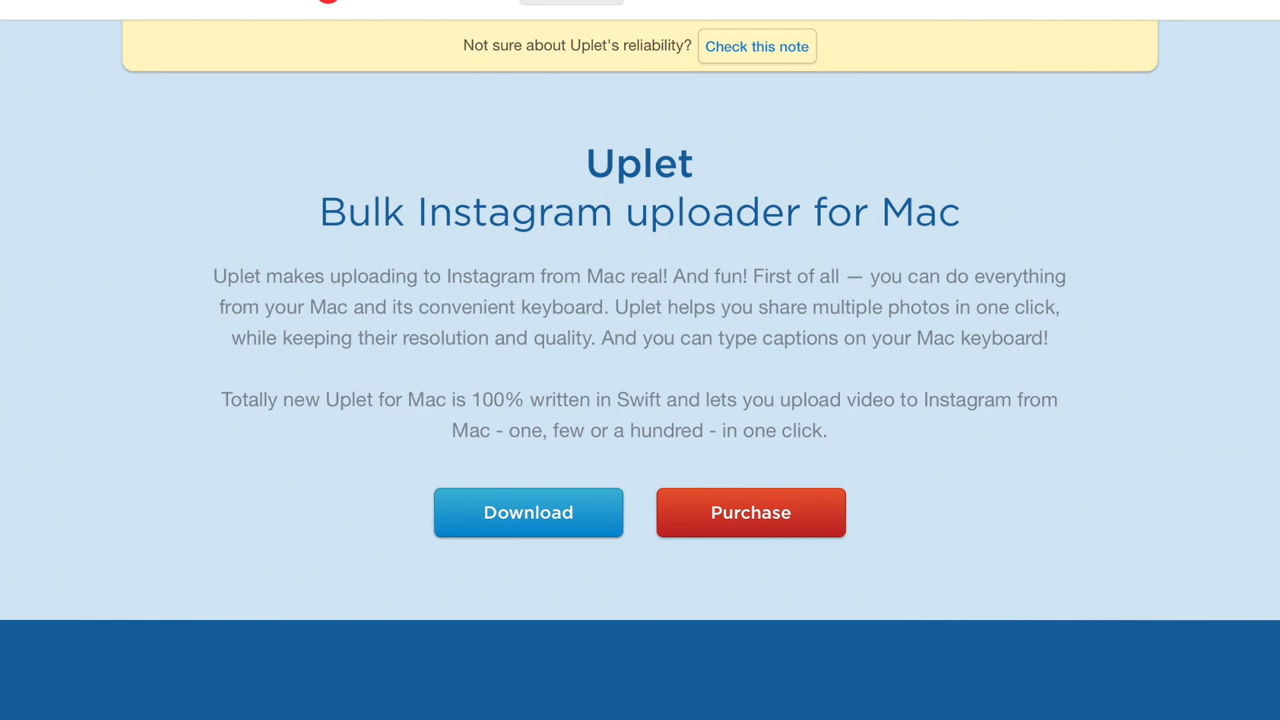 Not sure about Uplet's reliability? Check this note
Uplet
Bulk Instagram uploader for Mac
Uplet makes uploading to Instagram from Mac real! And fun! First of all — you can do everything
from your Mac and its convenient keyboard. Uplet helps you share multiple photos in one click,
while keeping their resolution and quality. And you can type captions on your Mac keyboard!
Totally new Uplet for Mac is 100% written in Swift and lets you upload video to Instagram from
Mac - one, few or a hundred - in one click.
Download Purchase